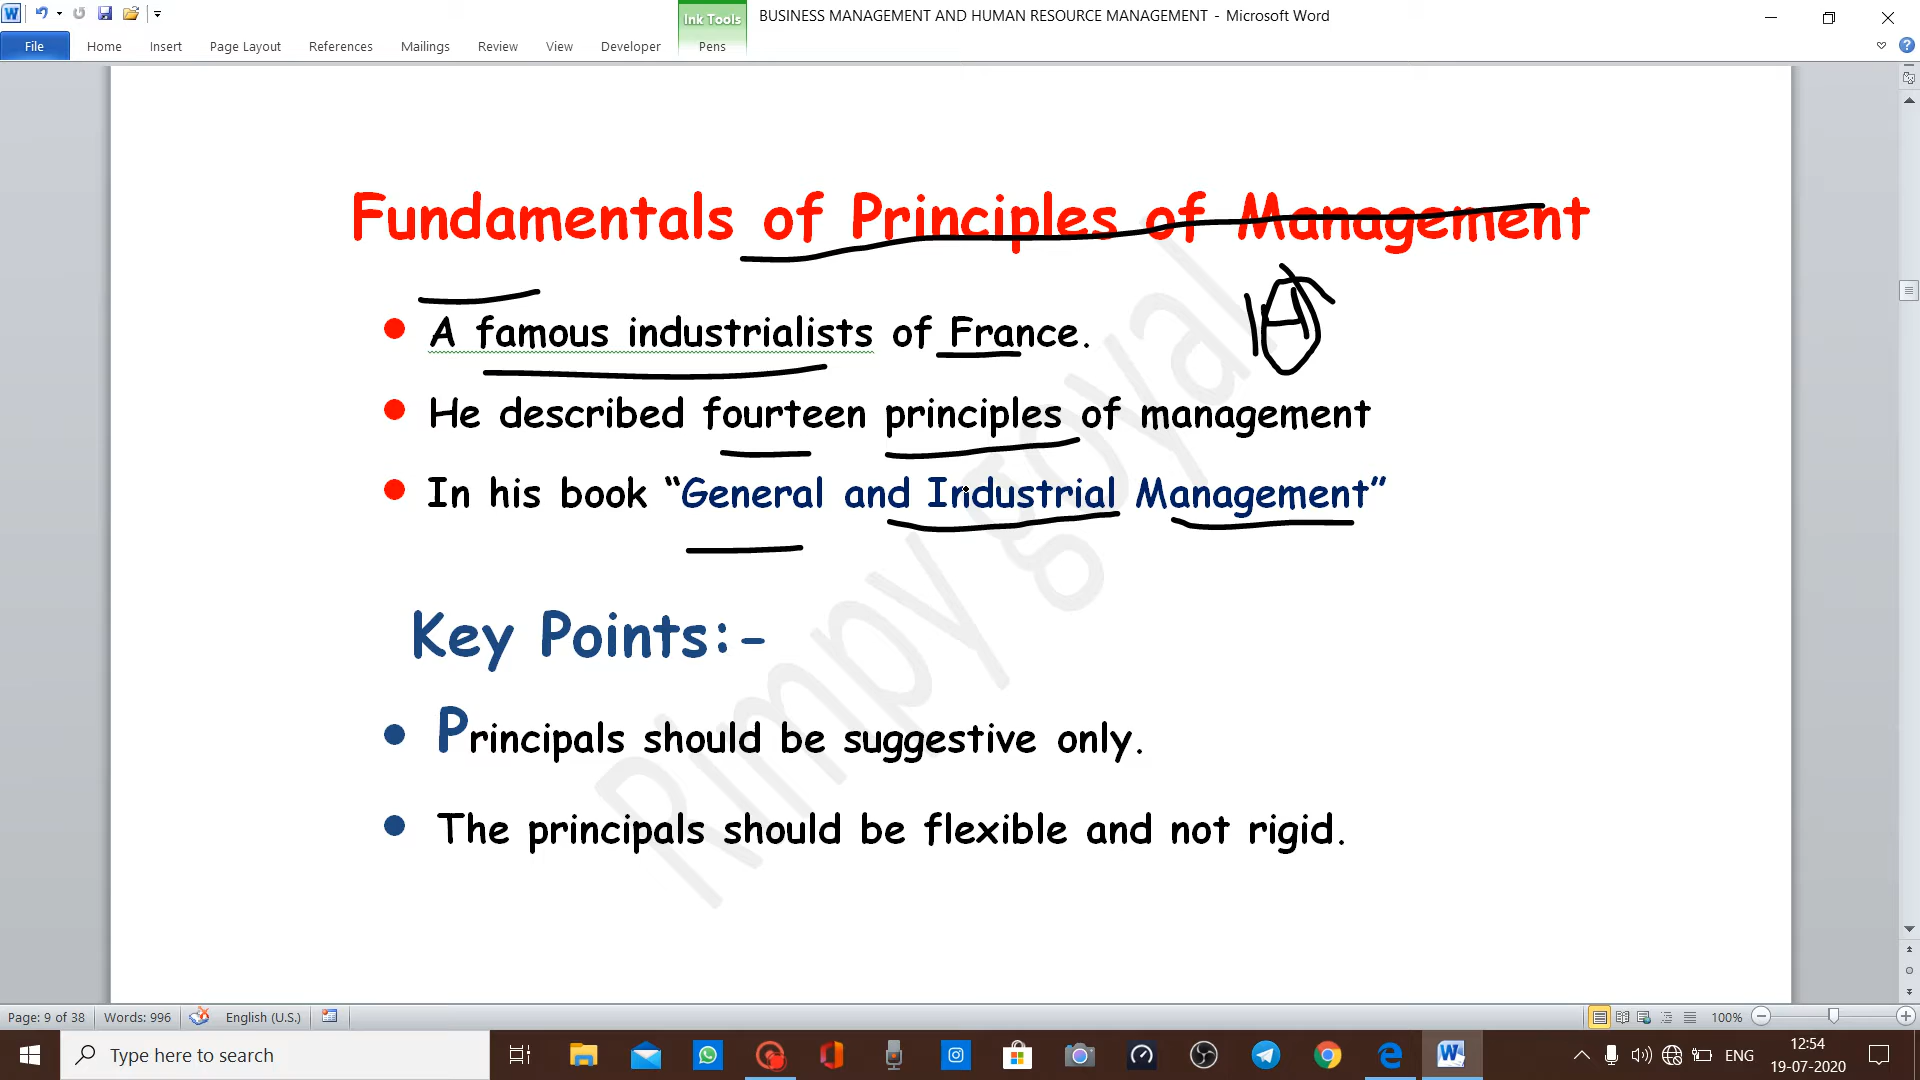 BUSINESS MANAGEMENT AND HUMAN RESOURCE MANAGEMENT - Microsoft Word
Ink Tools
File Home Insert Page Layout References Mailings Review View Developer Pens
Fundamentals of Principles of Management
A famous industrialists of France.
14
He described fourteen principles of management
In his book “General and Industrial Management”
Key Points:-
Principals should be suggestive only.
The principals should be flexible and not rigid.
Rimpy goyal
Page: 9 of 38 Words: 996 English (U.S.) 100%
Type here to search
ENG
12:54
19-07-2020